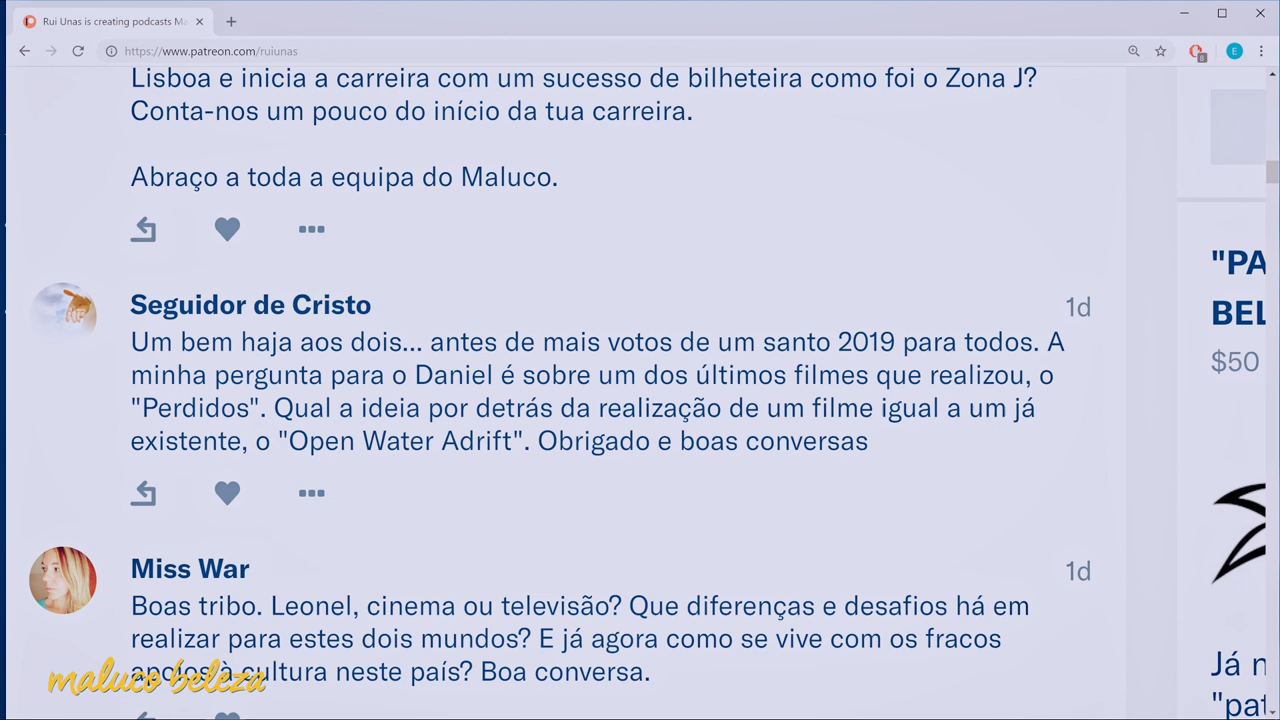 Rui Unas is creating podcasts Ma
https://www.patreon.com/ruiunas
E
Lisboa e inicia a carreira com um sucesso de bilheteira como foi o Zona J?
Conta-nos um pouco do início da tua carreira.
Abraço a toda a equipa do Maluco.
Seguidor de Cristo
1d
Um bem haja aos dois... antes de mais votos de um santo 2019 para todos. A
minha pergunta para o Daniel é sobre um dos últimos filmes que realizou, o
"Perdidos". Qual a ideia por detrás da realização de um filme igual a um já
existente, o "Open Water Adrift". Obrigado e boas conversas
Miss War
1d
Boas tribo. Leonel, cinema ou televisão? Que diferenças e desafios há em
realizar para estes dois mundos? E já agora como se vive com os fracos
apoios à cultura neste país? Boa conversa.
maluco beleza
"PA
BEL
$50
Já n
"pat